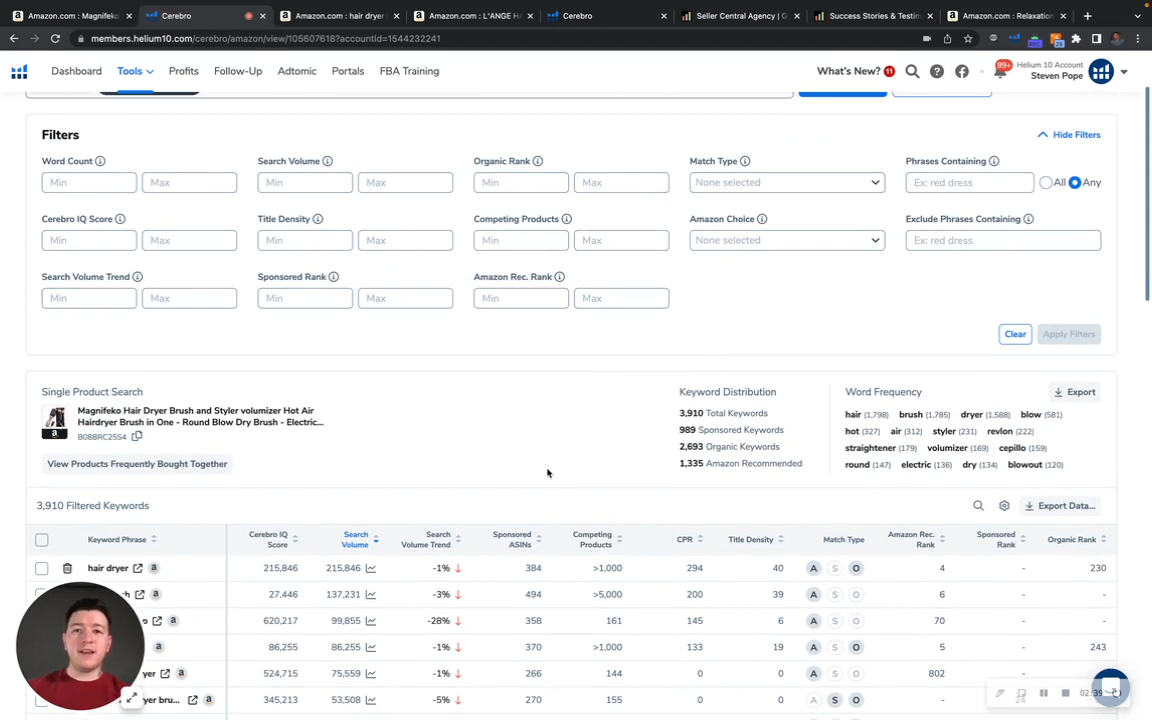 Amazon.com : Magnifek
Cerebro
Amazon.com : hair dryer
Amazon.com : L'ANGE HA
Cerebro
Seller Central Agency | G
Success Stories & Testim
Amazon.com : Relaxation
members.helium10.com/cerebro/amazon/view/105607618?accountId=1544232241
Dashboard
Tools
Profits
Follow-Up
Adtomic
Portals
FBA Training
What's New? 11
99+
Helium 10 Account
Steven Pope
Filters
Hide Filters
Word Count
Search Volume
Organic Rank
Match Type
Phrases Containing
Min Max
Min Max
Min Max
None selected
Ex: red dress
All Any
Cerebro IQ Score
Title Density
Competing Products
Amazon Choice
Exclude Phrases Containing
Min Max
Min Max
Min Max
None selected
Ex: red dress
Search Volume Trend
Sponsored Rank
Amazon Rec. Rank
Min Max
Min Max
Min Max
Clear
Apply Filters
Single Product Search
Magnifeko Hair Dryer Brush and Styler volumizer Hot Air
Hairdryer Brush in One - Round Blow Dry Brush - Electric...
B08BRC25S4
View Products Frequently Bought Together
Keyword Distribution
3,910 Total Keywords
989 Sponsored Keywords
2,693 Organic Keywords
1,335 Amazon Recommended
Word Frequency
Export
hair (1,798) brush (1,785) dryer (1,588) blow (581)
hot (327) air (312) styler (231) revlon (222)
straightener (179) volumizer (169) cepillo (159)
round (147) electric (136) dry (134) blowout (120)
3,910 Filtered Keywords
Export Data...
Keyword Phrase
Cerebro IQ Score
Search Volume
Search Volume Trend
Sponsored ASINs
Competing Products
CPR
Title Density
Match Type
Amazon Rec. Rank
Sponsored Rank
Organic Rank
hair dryer 215,846 215,846 -1% 384 >1,000 294 40 A S O 4 - 230
27,446 137,231 -3% 494 >5,000 200 39 A S O 6 - -
620,217 99,855 -28% 358 161 145 6 A S O 70 - -
86,255 86,255 -1% 370 >1,000 133 19 A S O 5 - 243
524,715 75,559 -1% 266 144 0 0 A S O 802 -
345,213 53,508 -5% 270 155 0 0 A S O - -